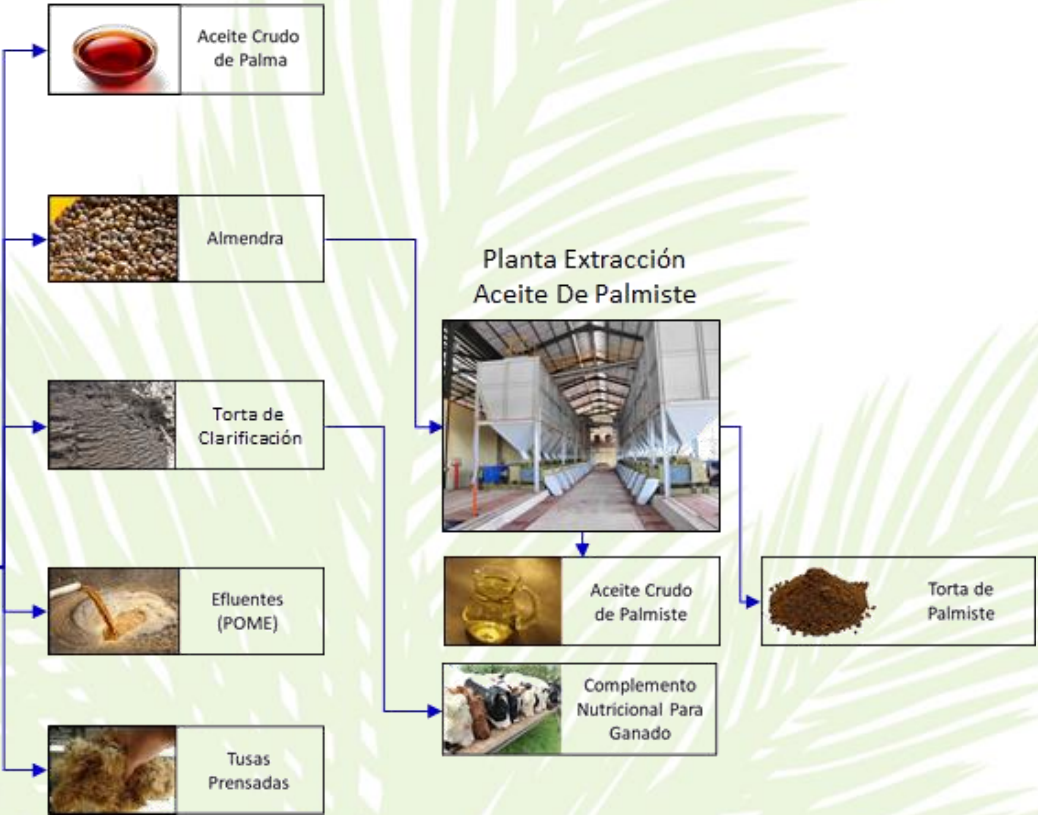 Aceite Crudo
de Palma
Almendra
Planta Extracción
Aceite De Palmiste
Torta de
Clarificación
Efluentes
(POME)
Aceite Crudo
de Palmiste
Torta de
Palmiste
Complemento
Nutricional Para
Ganado
Tusas
Prensadas